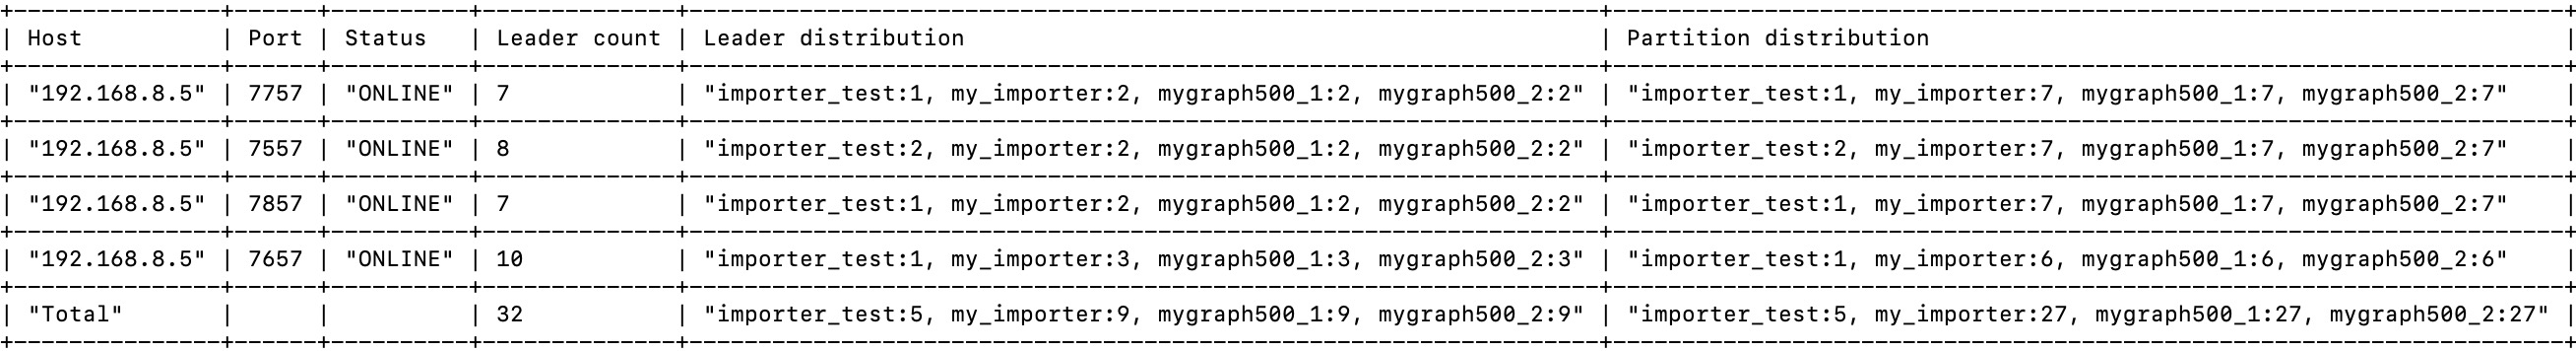 | Host | Port | Status | Leader count | Leader distribution | Partition distribution |
| "192.168.8.5" | 7757 | "ONLINE" | 7 | "importer_test:1, my_importer:2, mygraph500_1:2, mygraph500_2:2" | "importer_test:1, my_importer:7, mygraph500_1:7, mygraph500_2:7" |
| "192.168.8.5" | 7557 | "ONLINE" | 8 | "importer_test:2, my_importer:2, mygraph500_1:2, mygraph500_2:2" | "importer_test:2, my_importer:7, mygraph500_1:7, mygraph500_2:7" |
| "192.168.8.5" | 7857 | "ONLINE" | 7 | "importer_test:1, my_importer:2, mygraph500_1:2, mygraph500_2:2" | "importer_test:1, my_importer:7, mygraph500_1:7, mygraph500_2:7" |
| "192.168.8.5" | 7657 | "ONLINE" | 10 | "importer_test:1, my_importer:3, mygraph500_1:3, mygraph500_2:3" | "importer_test:1, my_importer:6, mygraph500_1:6, mygraph500_2:6" |
| "Total" | | | 32 | "importer_test:5, my_importer:9, mygraph500_1:9, mygraph500_2:9" | "importer_test:5, my_importer:27, mygraph500_1:27, mygraph500_2:27" |